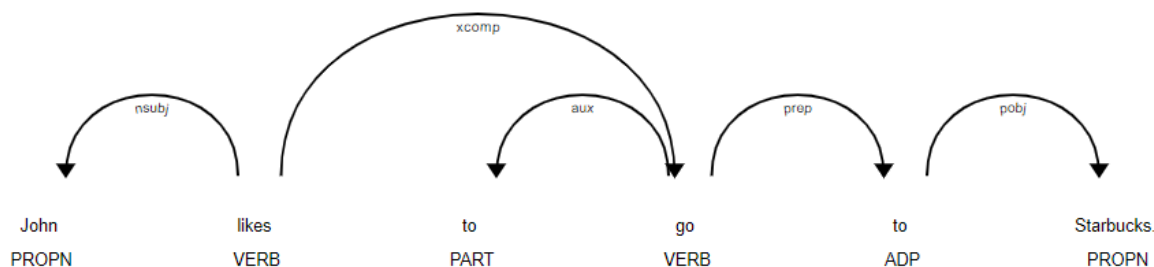 xcomp
nsubj aux prep pobj
John likes to go to Starbucks.
PROPN VERB PART VERB ADP PROPN